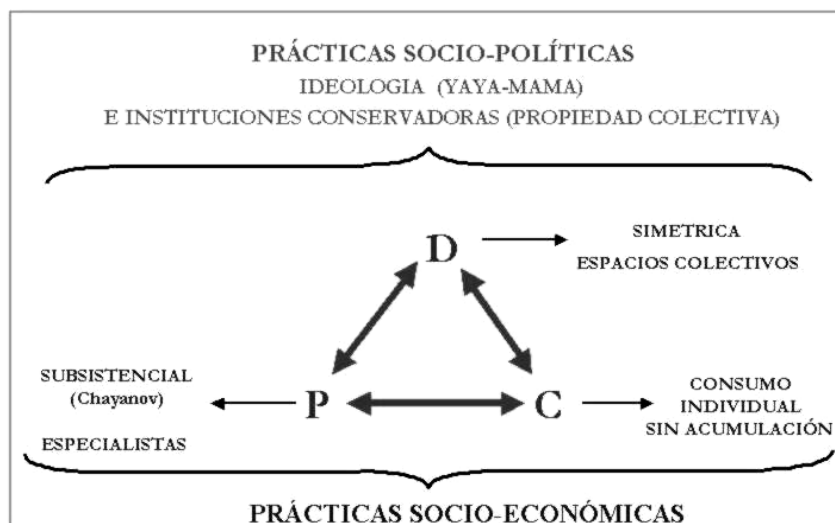 PRÁCTICAS SOCIO-POLÍTICAS
IDEOLOGIA (YAYA-MAMA)
E INSTITUCIONES CONSERVADORAS (PROPIEDAD COLECTIVA)
D
SIMETRICA
ESPACIOS COLECTIVOS
SUBSISTENCIAL
(Chayanov)
ESPECIALISTAS
P
C
CONSUMO
INDIVIDUAL
SIN ACUMULACIÓN
PRÁCTICAS SOCIO-ECONÓMICAS